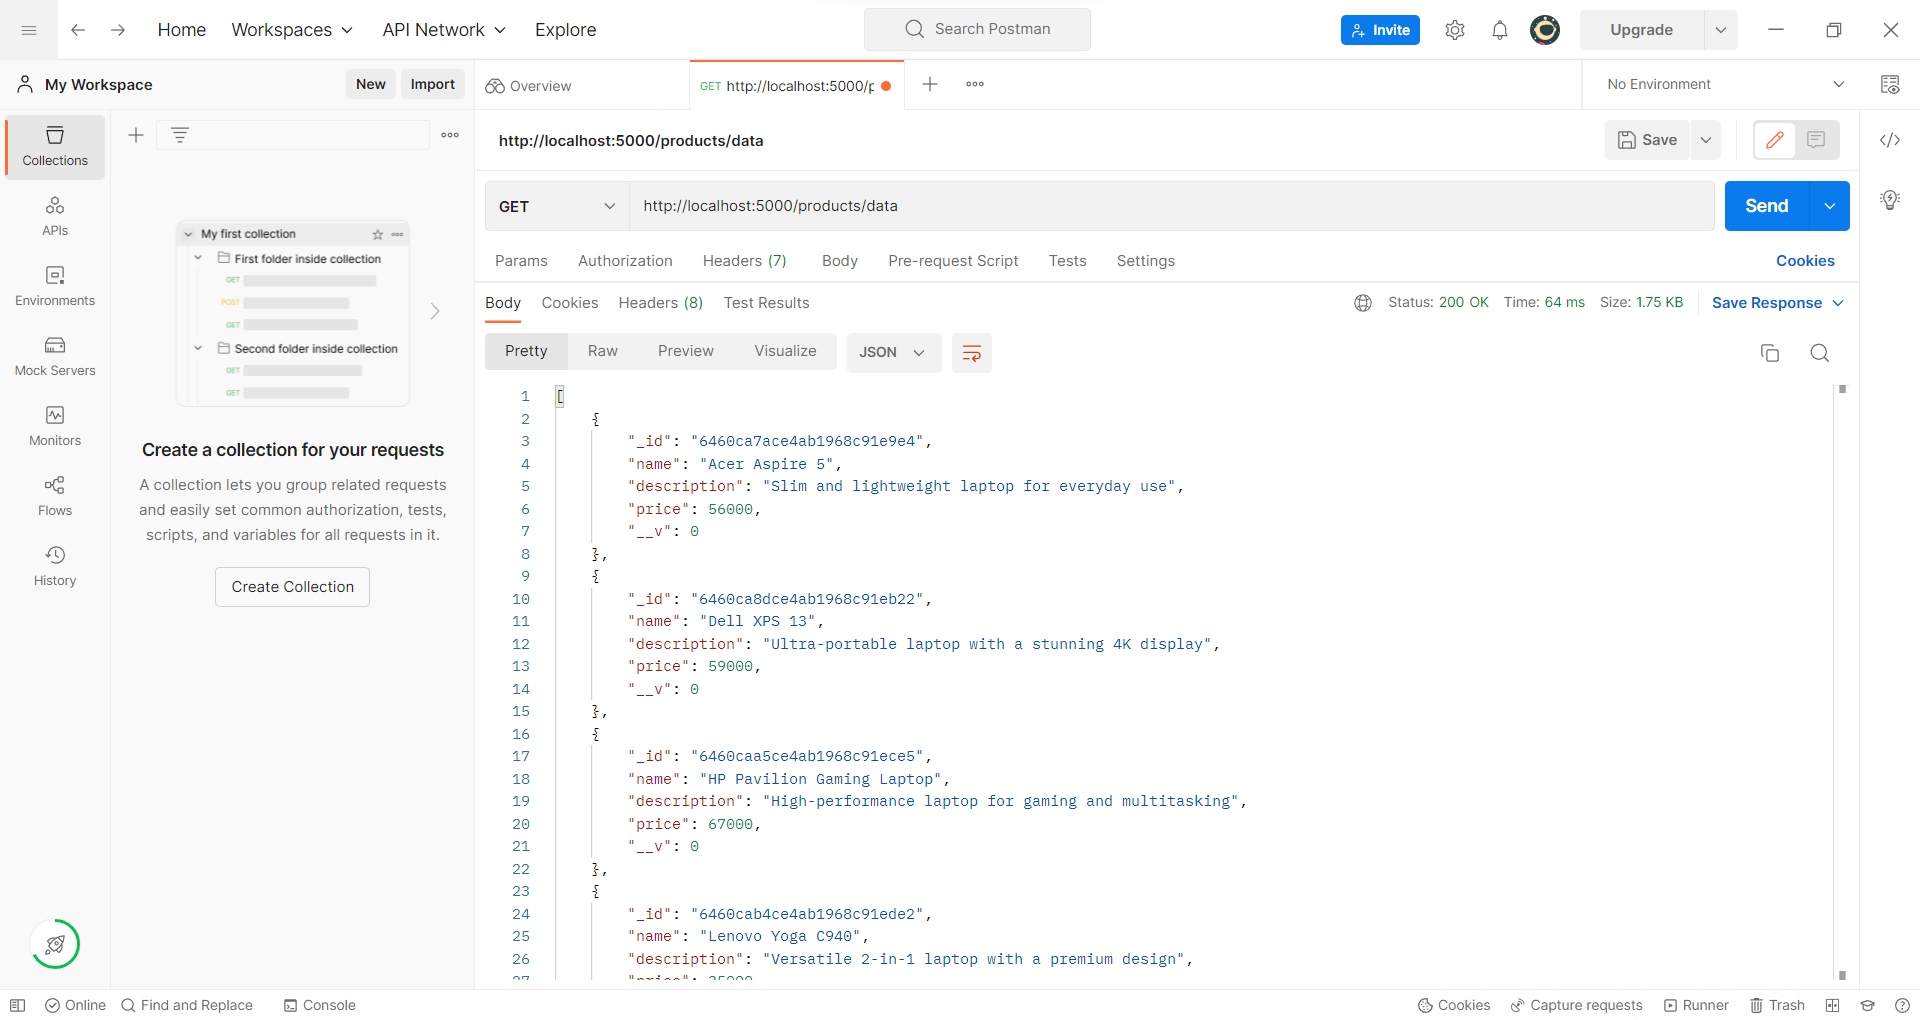 Home Workspaces API Network Explore Search Postman Invite Upgrade
My Workspace New Import Overview GET http://localhost:5000/p No Environment
http://localhost:5000/products/data Save
GET http://localhost:5000/products/data Send
Params Authorization Headers (7) Body Pre-request Script Tests Settings Cookies
Body Cookies Headers (8) Test Results Status: 200 OK Time: 64 ms Size: 1.75 KB Save Response
Pretty Raw Preview Visualize JSON
Collections
APIs
Environments
Mock Servers
Monitors
Flows
History
My first collection
First folder inside collection
GET
POST
GET
Second folder inside collection
GET
GET
Create a collection for your requests
A collection lets you group related requests
and easily set common authorization, tests,
scripts, and variables for all requests in it.
Create Collection
1 [
2 {
3 "_id": "6460ca7ace4ab1968c91e9e4",
4 "name": "Acer Aspire 5",
5 "description": "Slim and lightweight laptop for everyday use",
6 "price": 56000,
7 "__v": 0
8 },
9 {
10 "_id": "6460ca8dce4ab1968c91eb22",
11 "name": "Dell XPS 13",
12 "description": "Ultra-portable laptop with a stunning 4K display",
13 "price": 59000,
14 "__v": 0
15 },
16 {
17 "_id": "6460caa5ce4ab1968c91ece5",
18 "name": "HP Pavilion Gaming Laptop",
19 "description": "High-performance laptop for gaming and multitasking",
20 "price": 67000,
21 "__v": 0
22 },
23 {
24 "_id": "6460cab4ce4ab1968c91ede2",
25 "name": "Lenovo Yoga C940",
26 "description": "Versatile 2-in-1 laptop with a premium design",
27 "price":
Online Find and Replace Console Cookies Capture requests Runner Trash